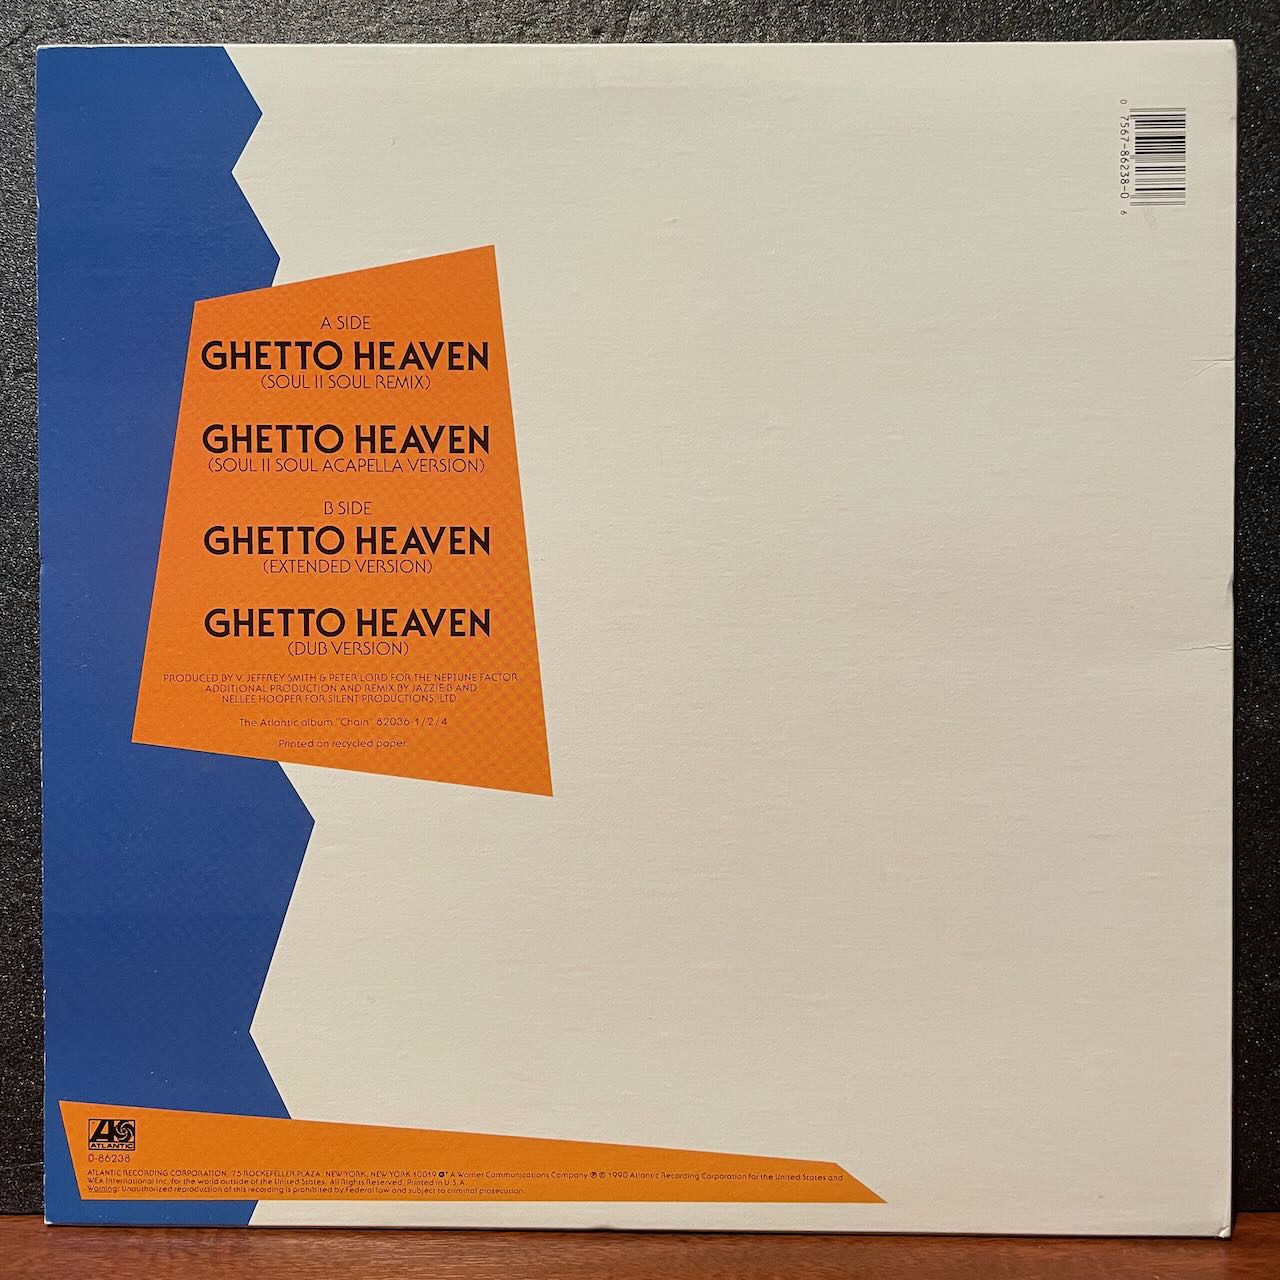 0 7567-86238-0 6
A SIDE
GHETTO HEAVEN
(SOUL II SOUL REMIX)
GHETTO HEAVEN
(SOUL II SOUL ACAPELLA VERSION)
B SIDE
GHETTO HEAVEN
(EXTENDED VERSION)
GHETTO HEAVEN
(DUB VERSION)
PRODUCED BY V. JEFFREY SMITH & PETER LORD FOR THE NEPTUNE FACTOR
ADDITIONAL PRODUCTION AND REMIX BY JAZZIE B AND
NELLEE HOOPER FOR SILENT PRODUCTIONS, LTD
The Atlantic album "Chain" 82036-1/2/4
Printed on recycled paper
ATLANTIC
0-86238
ATLANTIC RECORDING CORPORATION, 75 ROCKEFELLER PLAZA, NEW YORK, NEW YORK 10019 A Warner Communications Company ℗ © 1990 Atlantic Recording Corporation for the United States and
WEA International Inc. for the world outside of the United States. All Rights Reserved. Printed in U.S.A.
Warning: Unauthorized reproduction of this recording is prohibited by Federal law and subject to criminal prosecution.